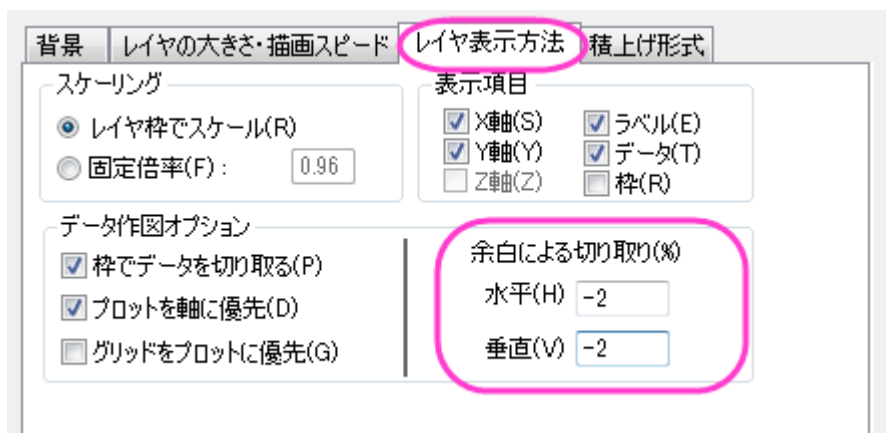 背景 レイヤの大きさ・描画スピード レイヤ表示方法 積上げ形式
スケーリング
レイヤ枠でスケール(R)
固定倍率(F): 0.96
表示項目
X軸(S) ラベル(E)
Y軸(Y) データ(T)
Z軸(Z) 枠(R)
データ作図オプション
枠でデータを切り取る(P)
プロットを軸に優先(D)
グリッドをプロットに優先(G)
余白による切り取り(%)
水平(H) -2
垂直(V) -2